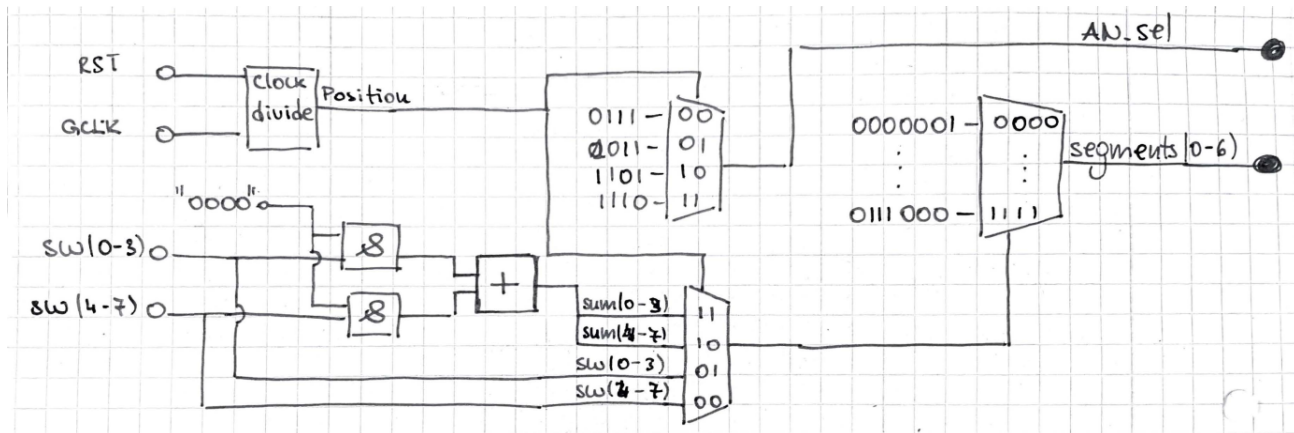 AN_sel
RST
Clock
divide
Position
GCLK
0111 - 00
1011 - 01
1101 - 10
1110 - 11
0000001 - 0000
segments(0-6)
0111000 - 1111
"0000"
SW(0-3)
&
SW(4-7)
&
+
sum(0-3)
11
sum(4-7)
10
SW(0-3)
01
SW(4-7)
00